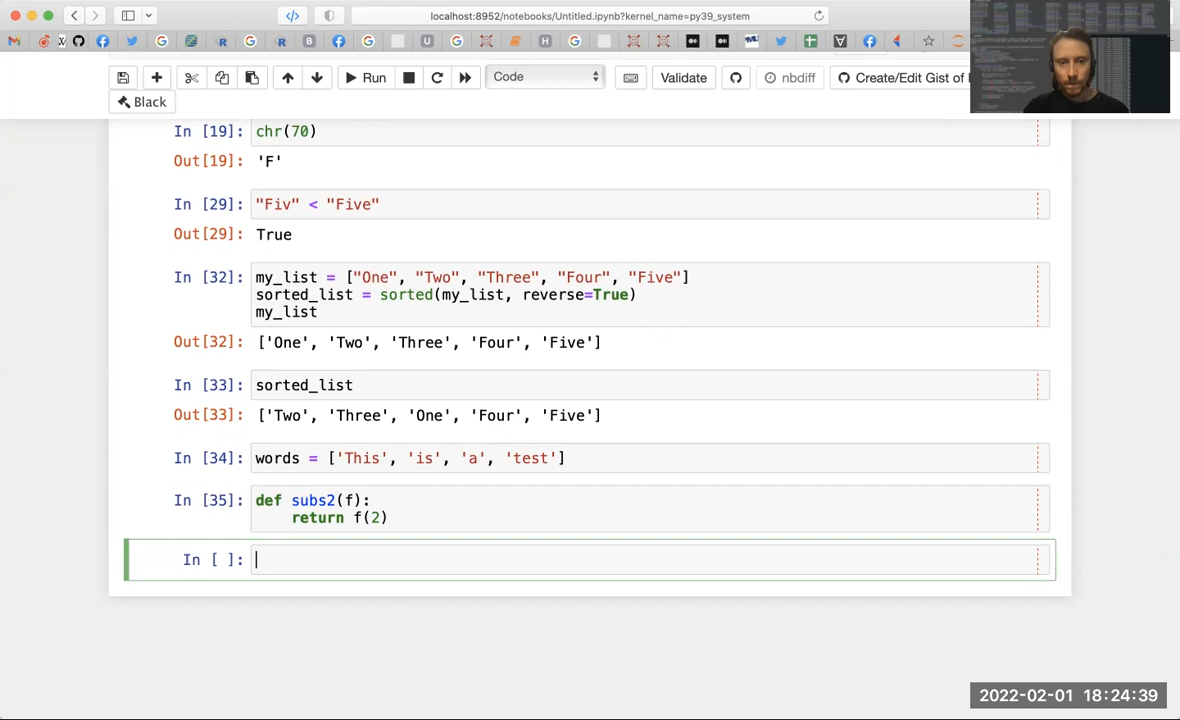 localhost:8952/notebooks/Untitled.ipynb?kernel_name=py39_system
Run
Code
Validate
nbdiff
Create/Edit Gist of
Black
In [19]: chr(70)
Out[19]: 'F'
In [29]: "Fiv" < "Five"
Out[29]: True
In [32]: my_list = ["One", "Two", "Three", "Four", "Five"]
sorted_list = sorted(my_list, reverse=True)
my_list
Out[32]: ['One', 'Two', 'Three', 'Four', 'Five']
In [33]: sorted_list
Out[33]: ['Two', 'Three', 'One', 'Four', 'Five']
In [34]: words = ['This', 'is', 'a', 'test']
In [35]: def subs2(f):
return f(2)
In [ ]:
2022-02-01 18:24:39